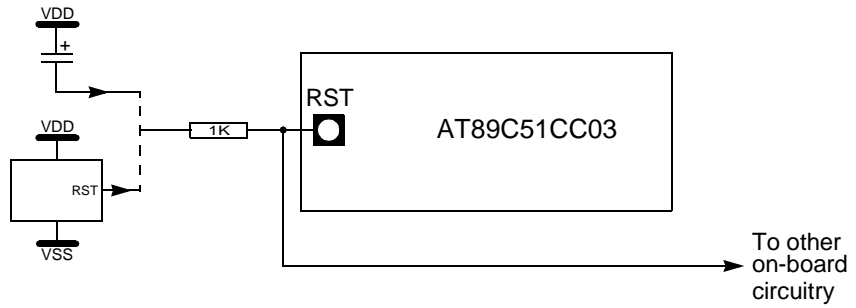 VDD
+
RST
AT89C51CC03
1K
VDD
RST
VSS
To other
on-board
circuitry